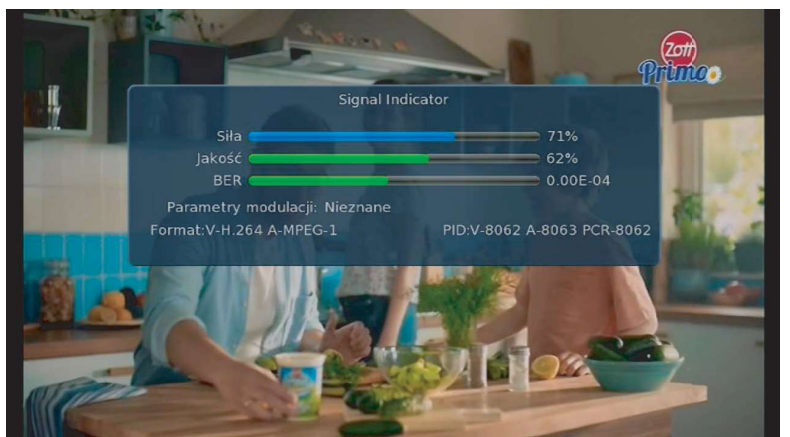 Zott
Primo
Signal Indicator
Siła 71%
Jakość 62%
BER 0.00E-04
Parametry modulacji: Nieznane
Format:V-H.264 A-MPEG-1 PID:V-8062 A-8063 PCR-8062